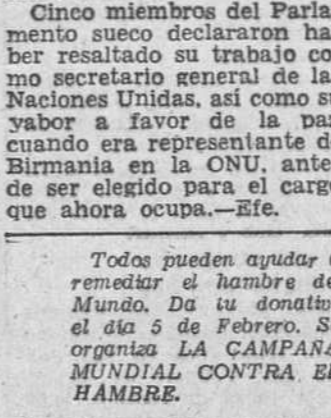 Cinco miembros del Parla
mento sueco declararon ha
ber resaltado su trabajo co
mo secretario general de la
Naciones Unidas, así como su
yabor a favor de la paz
cuando era representante d
Birmania en la ONU, ante
de ser elegido para el carg
que ahora ocupa.—Efe.
Todos pueden ayudar
remediar el hambre de
Mundo. Da tu donativ
el día 5 de Febrero. S
organiza LA CAMPAÑA
MUNDIAL CONTRA EL
HAMBRE.